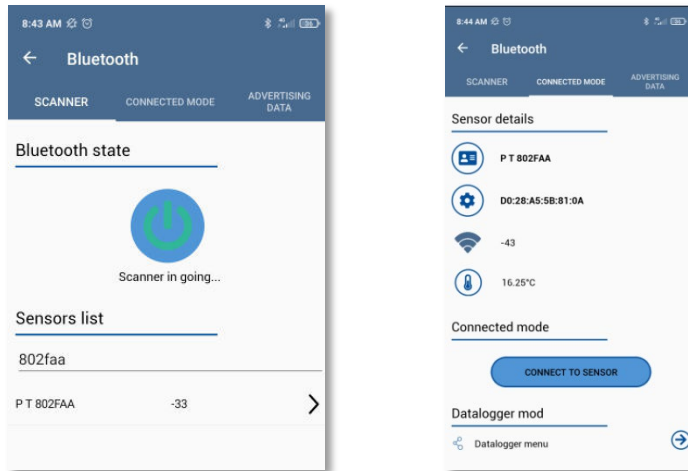 8:43 AM
36
Bluetooth
SCANNER
CONNECTED MODE
ADVERTISING
DATA
Bluetooth state
Scanner in going...
Sensors list
802faa
P T 802FAA -33
8:44 AM
Bluetooth
SCANNER
CONNECTED MODE
ADVERTISING
DATA
Sensor details
P T 802FAA
D0:28:A5:5B:81:0A
-43
16.25°C
Connected mode
CONNECT TO SENSOR
Datalogger mod
Datalogger menu